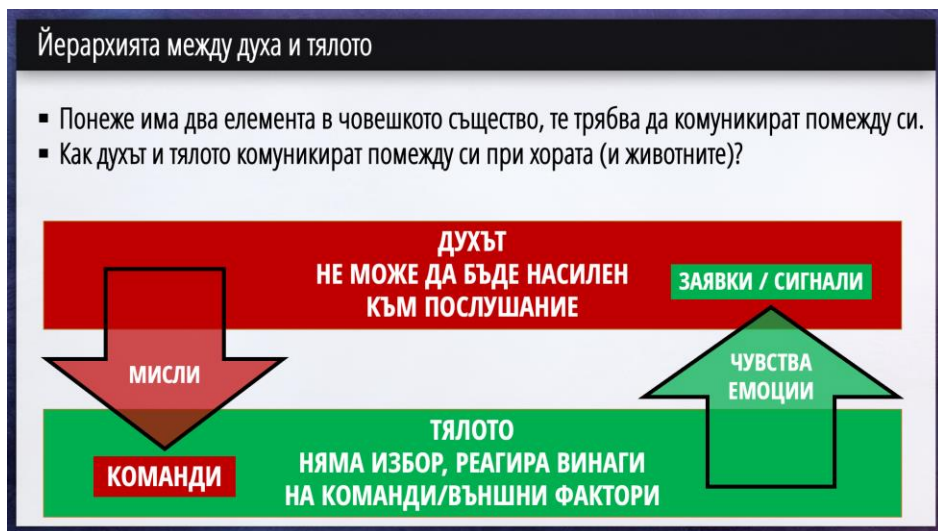 Йерархията между духа и тялото
▪ Понеже има два елемента в човешкото същество, те трябва да комуникират помежду си.
▪ Как духът и тялото комуникират помежду си при хората (и животните)?
ДУХЪТ
НЕ МОЖЕ ДА БЪДЕ НАСИЛЕН
КЪМ ПОСЛУШАНИЕ
ЗАЯВКИ / СИГНАЛИ
МИСЛИ
ЧУВСТВА
ЕМОЦИИ
ТЯЛОТО
НЯМА ИЗБОР, РЕАГИРА ВИНАГИ
НА КОМАНДИ/ВЪНШНИ ФАКТОРИ
КОМАНДИ